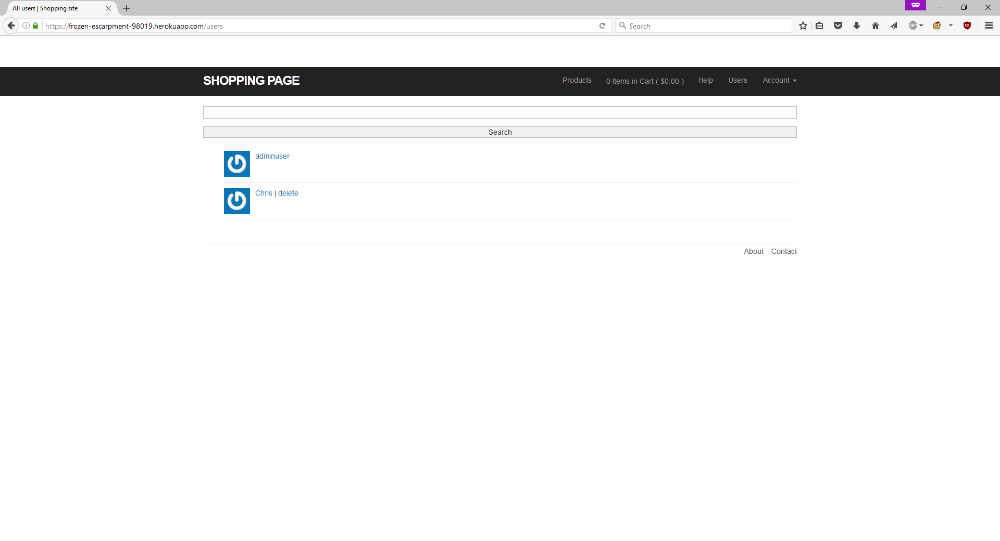 All users | Shopping site
https://frozen-escarpment-98019.herokuapp.com/users
Search
ABP
SHOPPING PAGE
Products 0 Items in Cart ( $0.00 ) Help Users Account
Search
adminuser
Chris | delete
About Contact